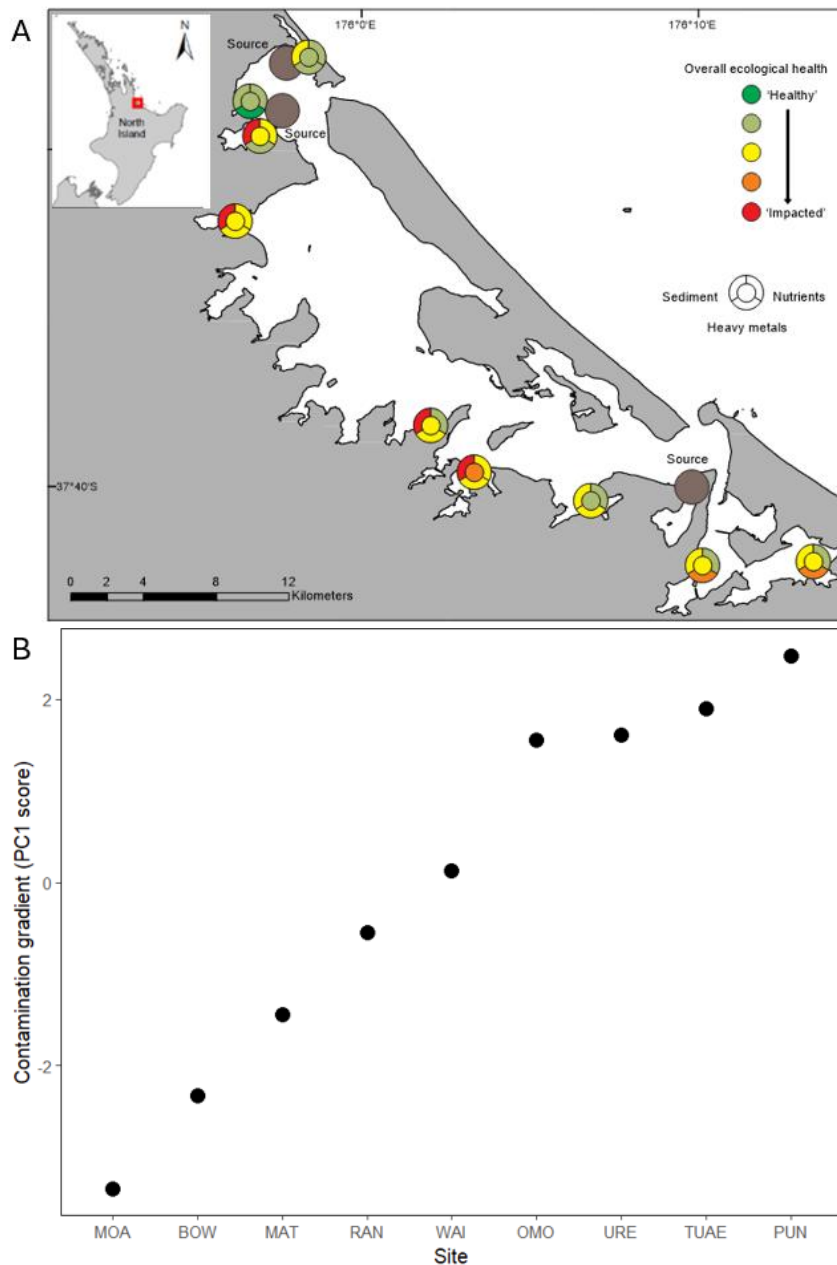 A
176°0'E
176°10'E
N
North
Island
Source
Source
Overall ecological health
'Healthy'
'Impacted'
Sediment
Nutrients
Heavy metals
Source
37°40'S
0 2 4 8 12
Kilometers
B
Contamination gradient (PC1 score)
2
0
-2
MOA BOW MAT RAN WAI OMO URE TUAE PUN
Site